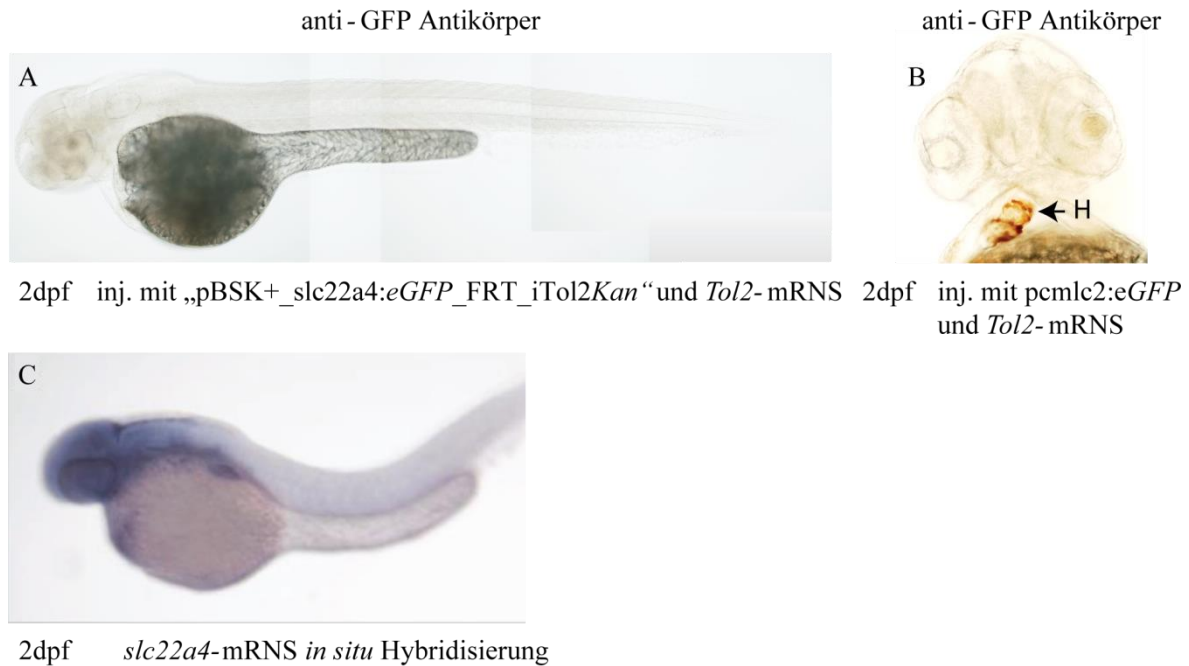 anti - GFP Antikörper
anti - GFP Antikörper
A
B
H
2dpf inj. mit „pBSK+_slc22a4:eGFP_FRT_iTol2Kan“ und Tol2- mRNS
2dpf inj. mit pcmlc2:eGFP
und Tol2- mRNS
C
2dpf slc22a4-mRNS in situ Hybridisierung